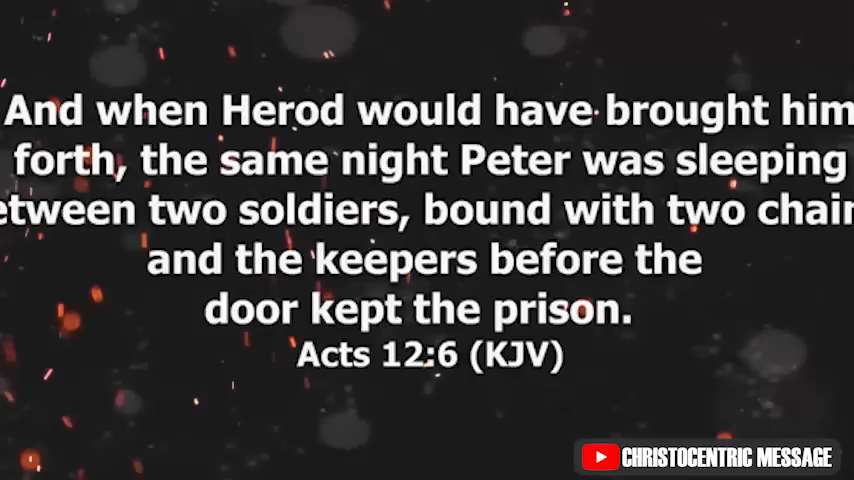 And when Herod would have brought him
forth, the same night Peter was sleeping
etween two soldiers, bound with two chain
and the keepers before the
door kept the prison.
Acts 12:6 (KJV)
CHRISTOCENTRIC MESSAGE